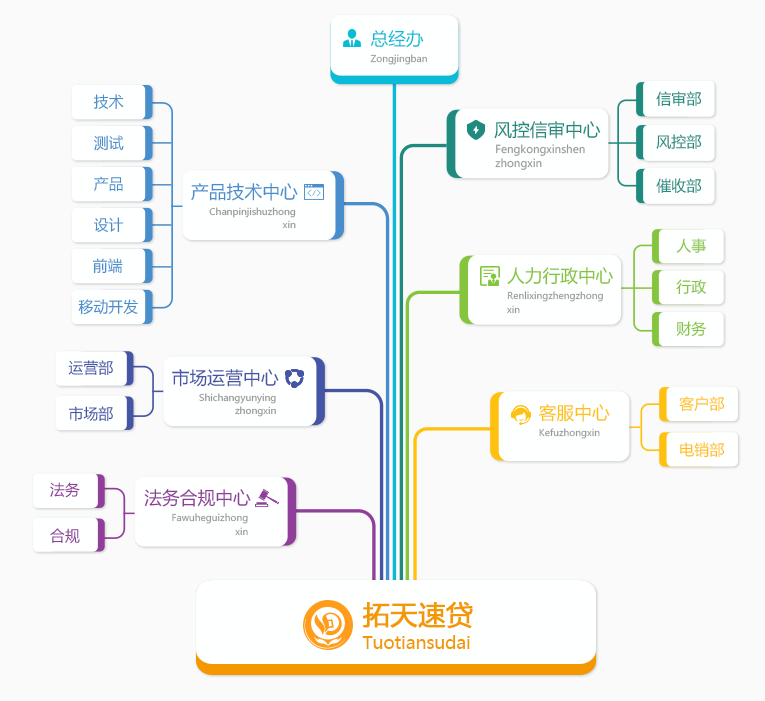 总经办
Zongjingban
技术
测试
产品
设计
前端
移动开发
产品技术中心
Chanpinjishuzhong
xin
风控信审中心
Fengkongxinshen
zhongxin
信审部
风控部
催收部
人力行政中心
Renlixingzhengzhong
xin
人事
行政
财务
运营部
市场部
市场运营中心
Shichangyunying
zhongxin
客服中心
Kefuzhongxin
客户部
电销部
法务
合规
法务合规中心
Fawuheguizhong
xin
拓天速贷
Tuotiansudai